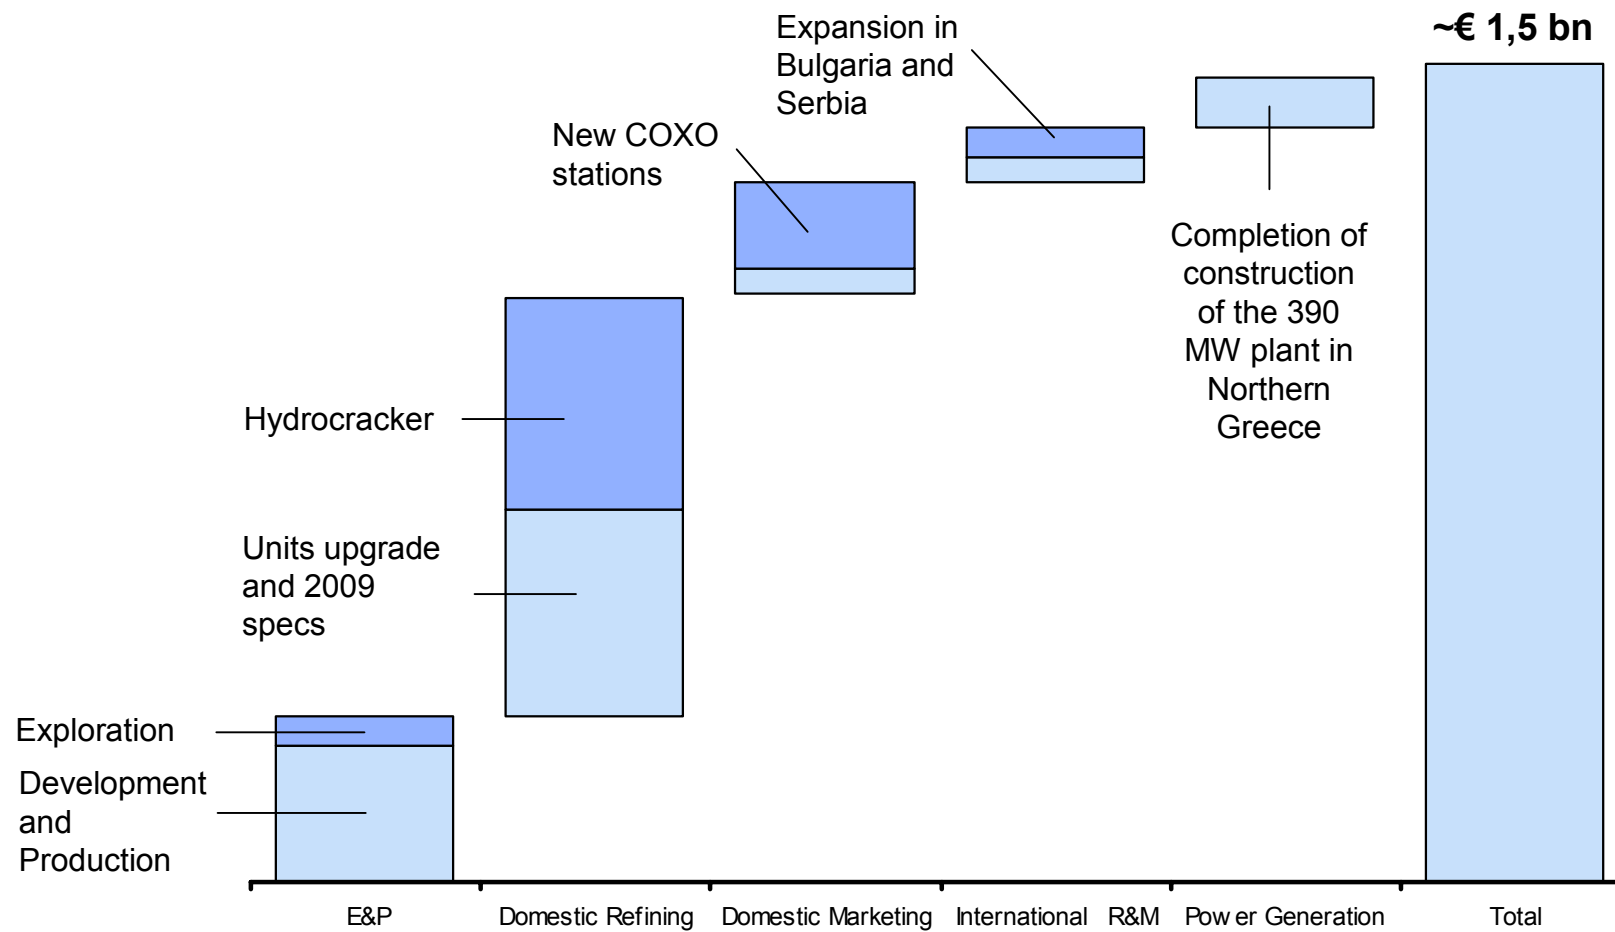 ~€ 1,5 bn
Expansion in
Bulgaria and
Serbia
New COXO
stations
Completion of
construction
of the 390
MW plant in
Northern
Greece
Hydrocracker
Units upgrade
and 2009
specs
Exploration
Development
and
Production
E&P
Domestic Refining
Domestic Marketing
International R&M
Power Generation
Total